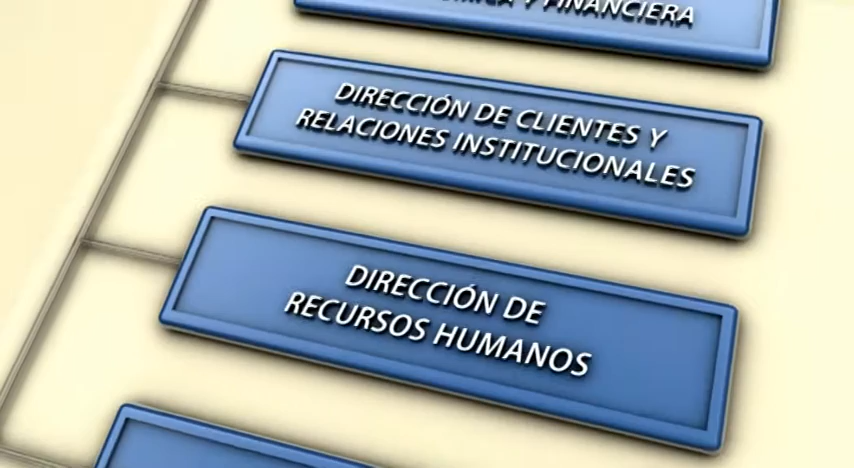 Y FINANCIERA
DIRECCIÓN DE CLIENTES Y
RELACIONES INSTITUCIONALES
DIRECCIÓN DE
RECURSOS HUMANOS